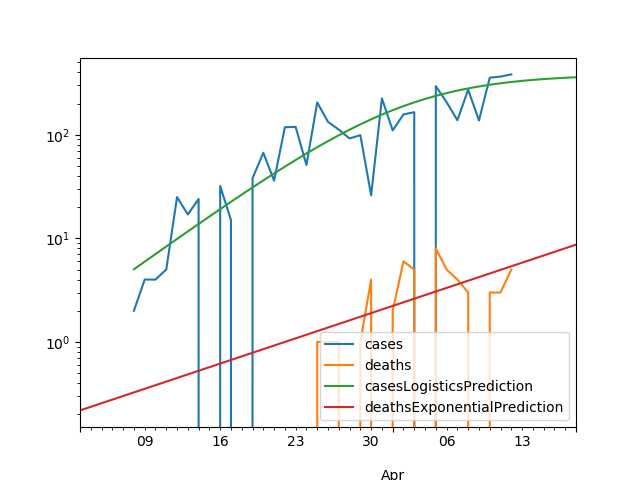 10²
10¹
10⁰
cases
deaths
casesLogisticsPrediction
deathsExponentialPrediction
09 16 23 30 06 13
Apr